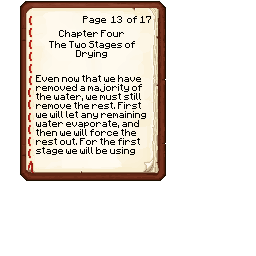 Page 13 of 17
Chapter Four
The Two Stages of
Drying
Even now that we have
removed a majority of
the water, we must still
remove the rest. First
we will let any remaining
water evaporate, and
then we will force the
rest out. For the first
stage we will be using